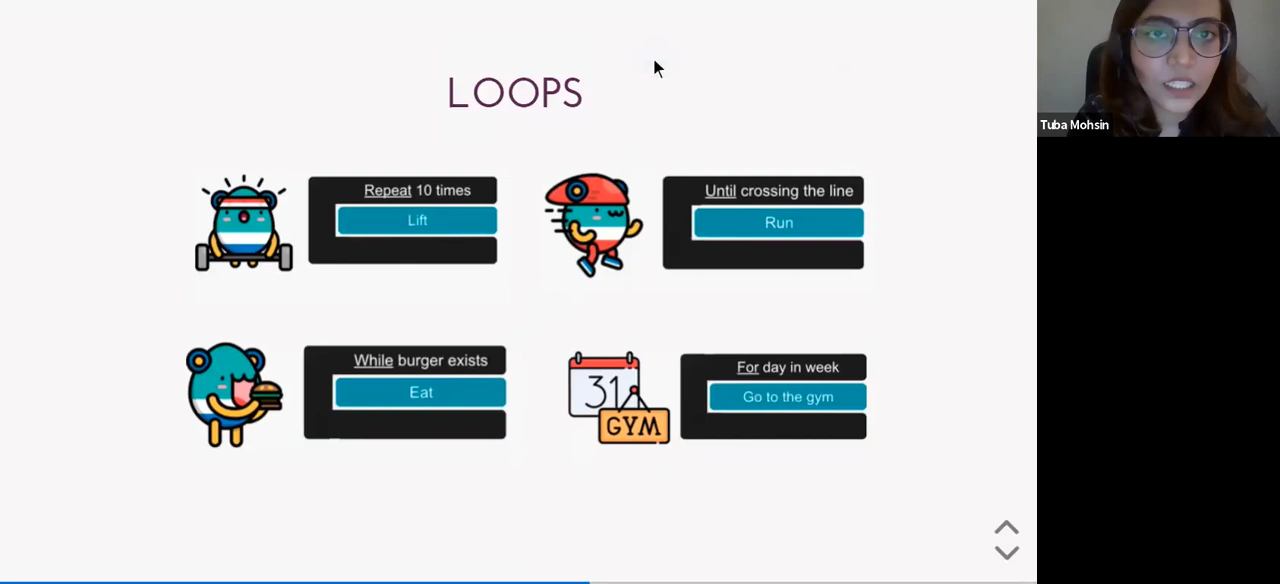 LOOPS
Tuba Mohsin
Repeat 10 times
Lift
Until crossing the line
Run
While burger exists
Eat
For day in week
Go to the gym
31
GYM